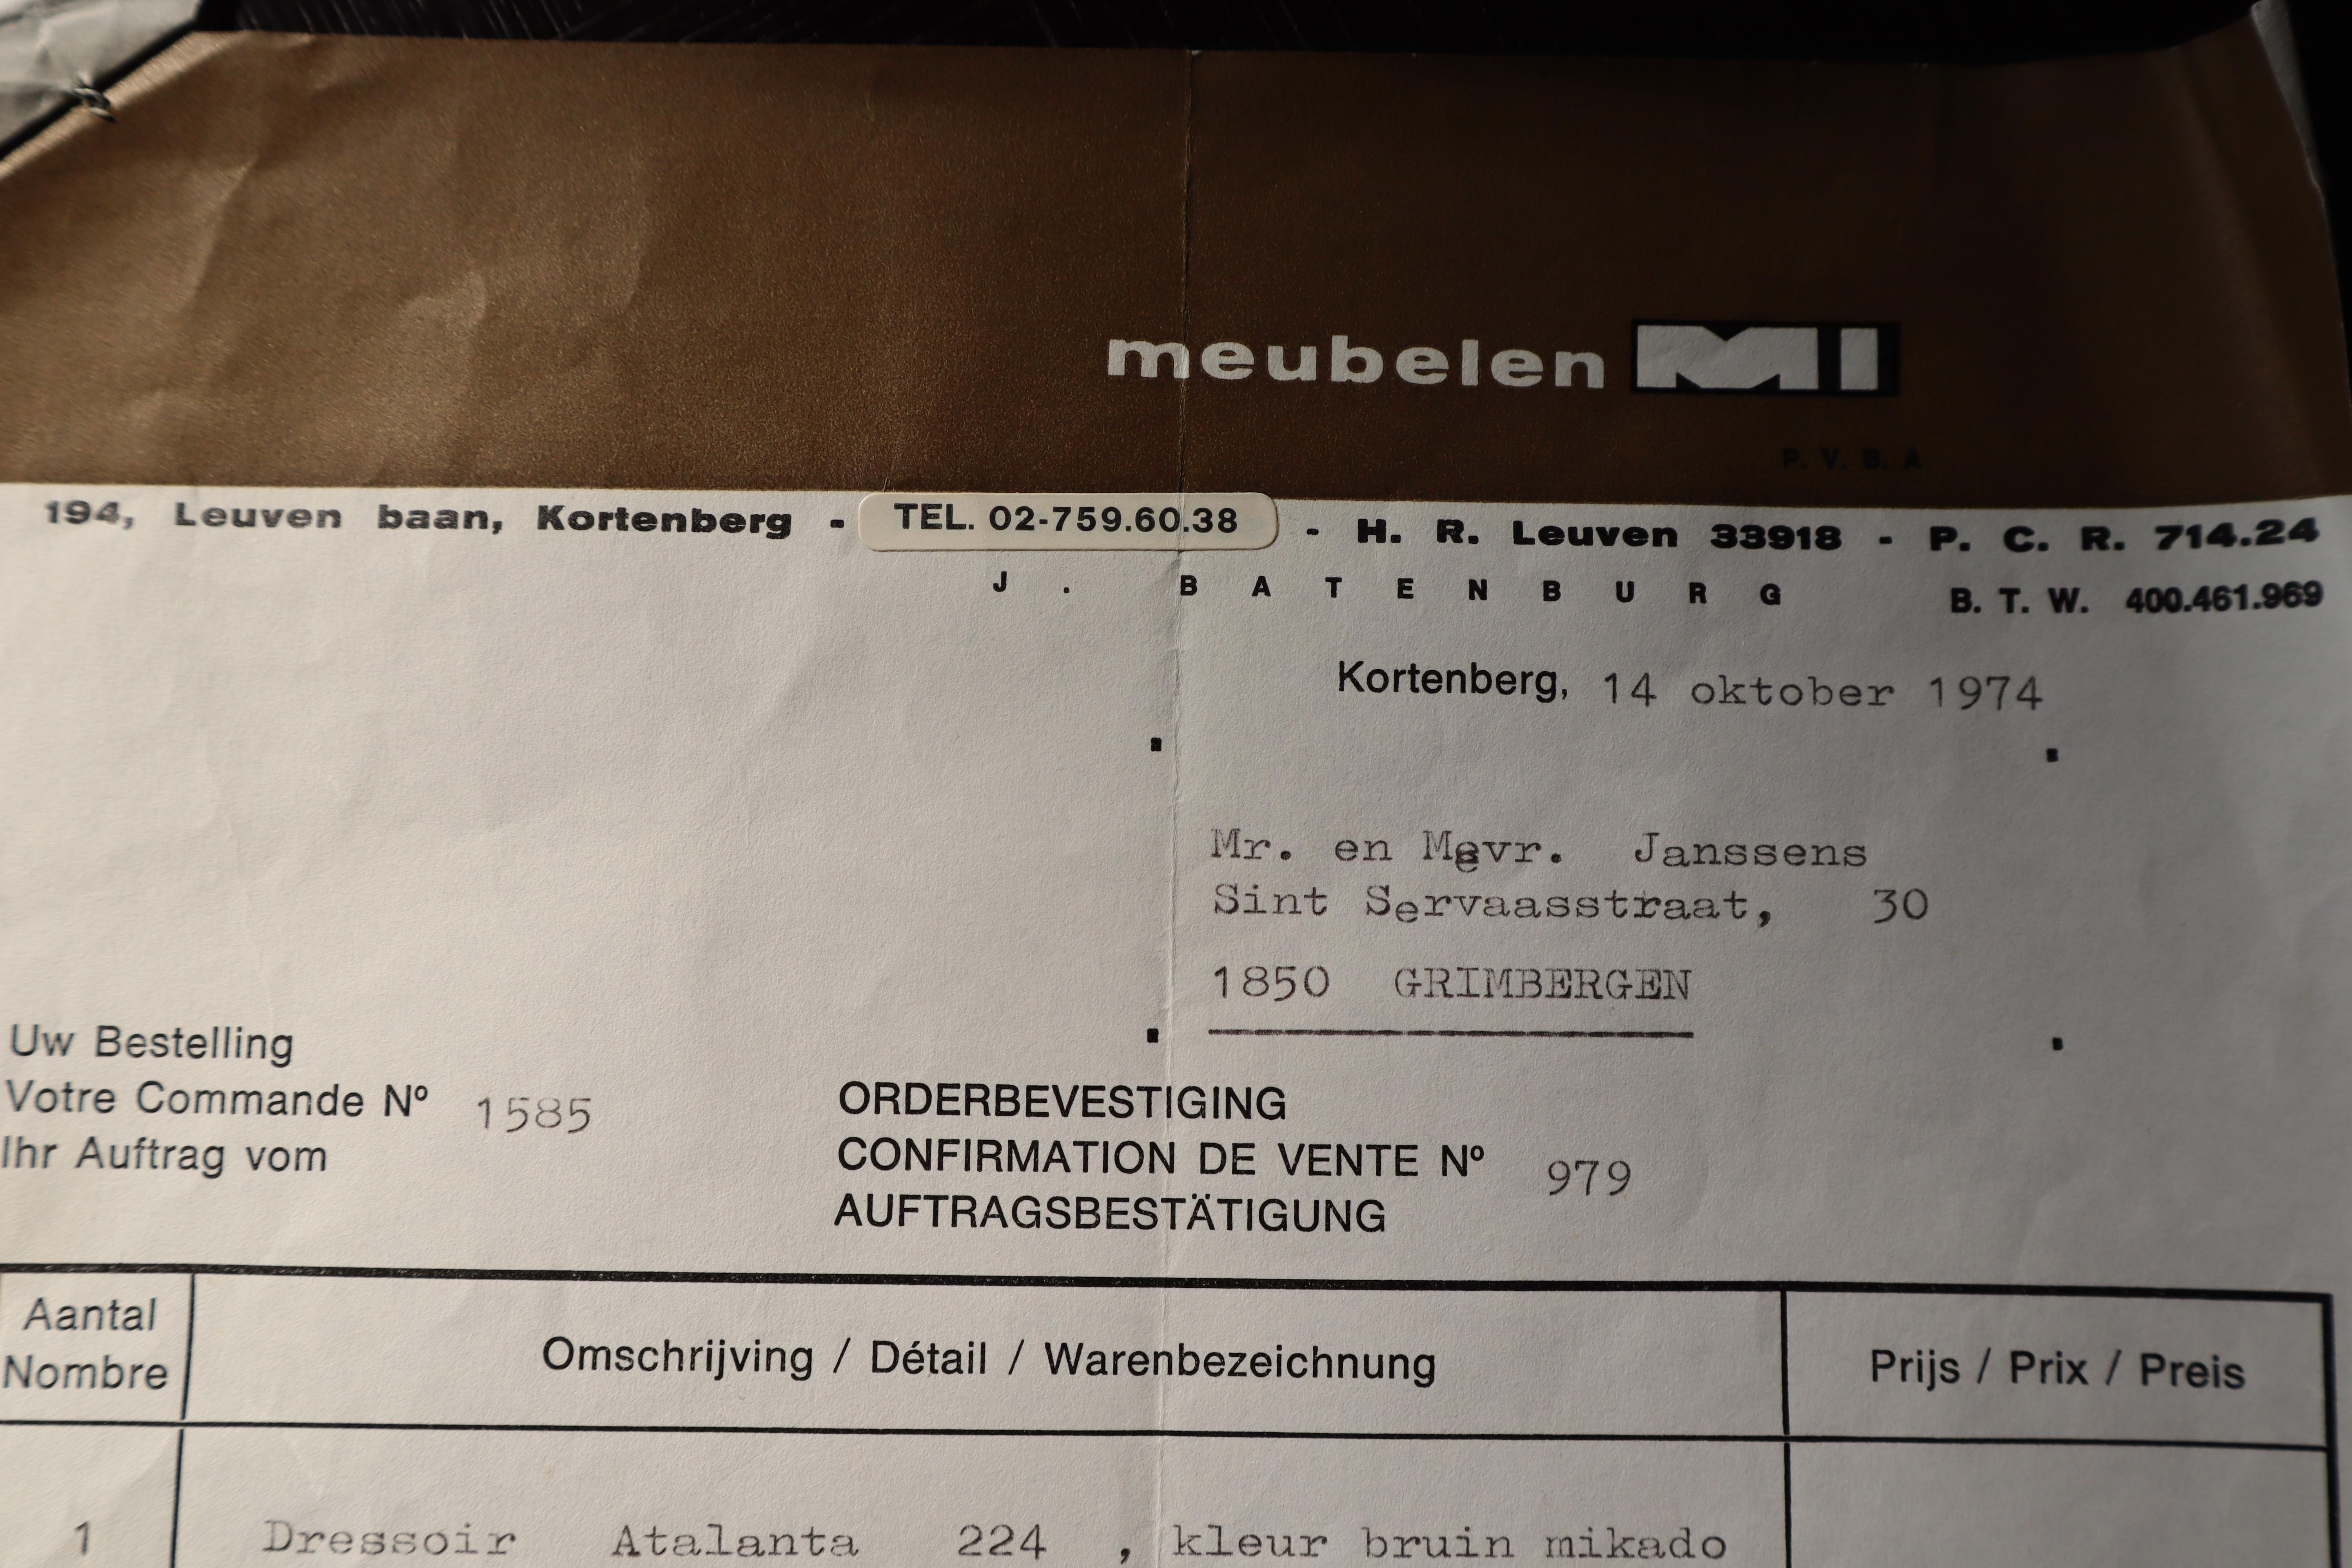 meubelen MI
P. V. B. A
194, Leuven baan, Kortenberg - TEL. 02-759.60.38 - H. R. Leuven 33918 - P. C. R. 714.24
J. BATENBURG B. T. W. 400.461.969
Kortenberg, 14 oktober 1974
Mr. en Mevr. Janssens
Sint Servaasstraat, 30
1850 GRIMBERGEN
Uw Bestelling
Votre Commande Nº 1585
Ihr Auftrag vom
ORDERBEVESTIGING
CONFIRMATION DE VENTE Nº 979
AUFTRAGSBESTÄTIGUNG
Aantal
Nombre
Omschrijving / Détail / Warenbezeichnung
Prijs / Prix / Preis
1 Dressoir Atalanta 224 , kleur bruin mikado